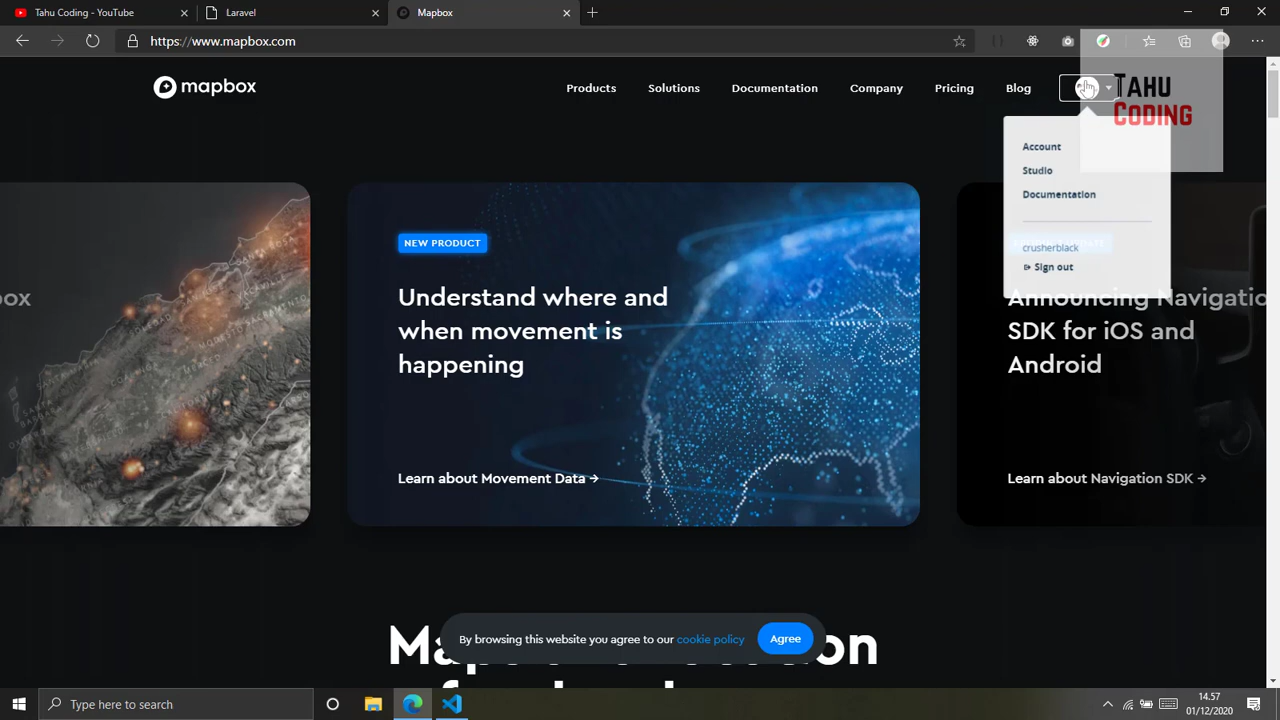 Tahu Coding - YouTube
Laravel
Mapbox
https://www.mapbox.com
mapbox
Products
Solutions
Documentation
Company
Pricing
Blog
TAHU
CODING
Account
Studio
Documentation
crusherblack
Sign out
NEW PRODUCT
Understand where and
when movement is
happening
Learn about Movement Data →
Announcing Navigatio
SDK for iOS and
Android
Learn about Navigation SDK →
By browsing this website you agree to our cookie policy
Agree
Type here to search
14.57
01/12/2020